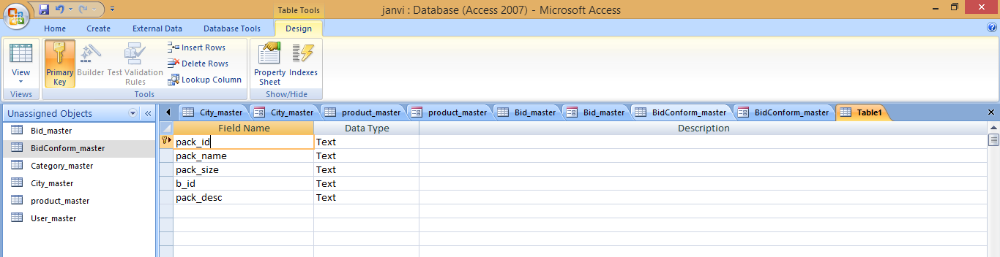 Table Tools
janvi : Database (Access 2007) - Microsoft Access
Home Create External Data Database Tools Design
View
Views
Primary Key
Builder
Test Validation Rules
Insert Rows
Delete Rows
Lookup Column
Tools
Property Sheet
Indexes
Show/Hide
Unassigned Objects
Bid_master
BidConform_master
Category_master
City_master
product_master
User_master
City_master City_master product_master product_master Bid_master Bid_master BidConform_master BidConform_master Table1
Field Name Data Type Description
pack_id Text
pack_name Text
pack_size Text
b_id Text
pack_desc Text